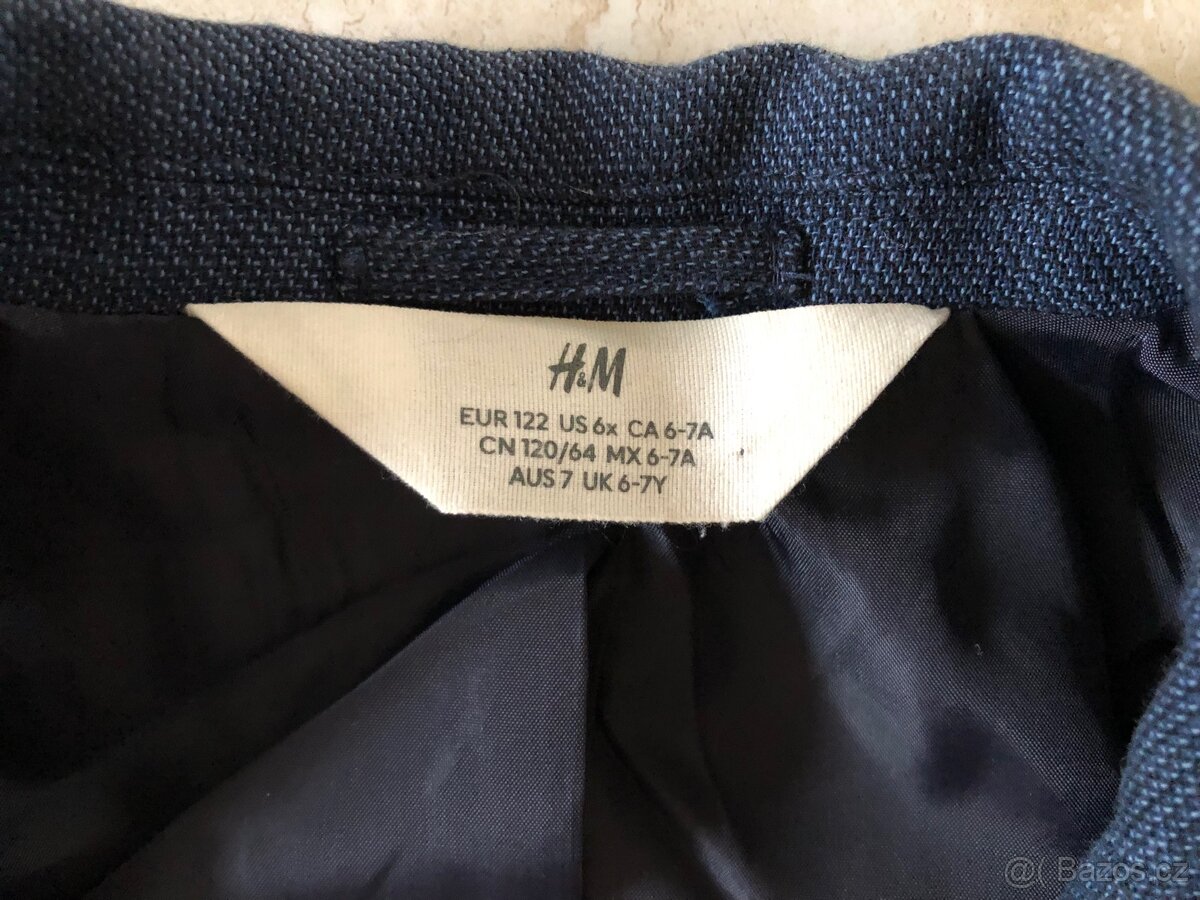 H&M
EUR 122 US 6x CA 6-7A
CN 120/64 MX 6-7A
AUS 7 UK 6-7Y
@( Bazos.cz